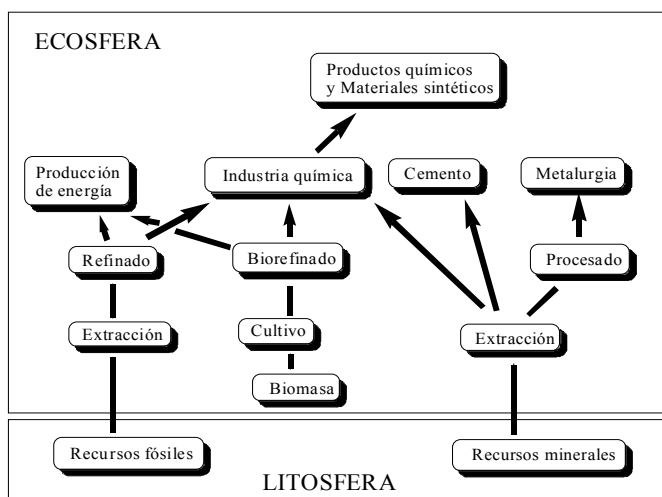 ECOSFERA
Productos químicos
y Materiales sintéticos
Producción
de energía
Industria química
Cemento
Metalurgia
Refinado
Biorefinado
Procesado
Extracción
Cultivo
Extracción
Biomasa
Recursos fósiles
Recursos minerales
LITOSFERA